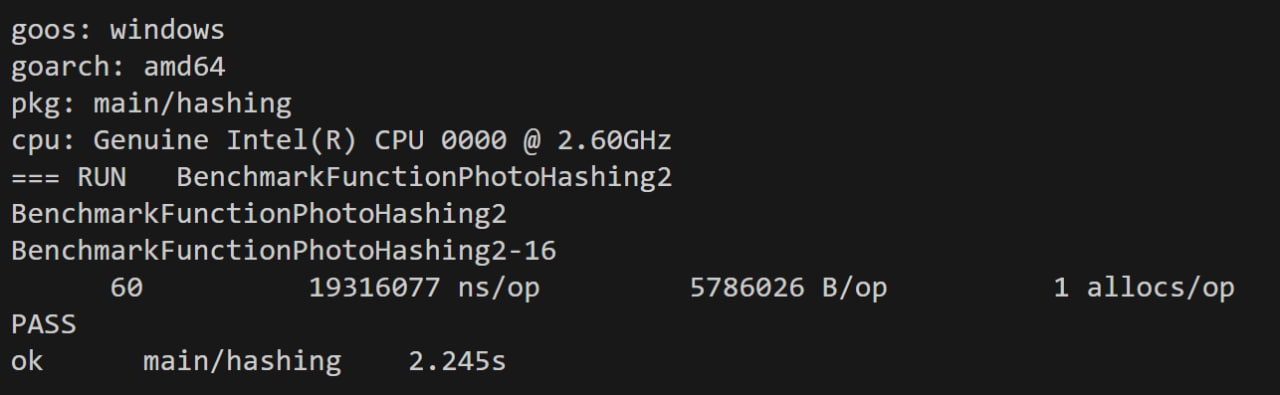 goos: windows
goarch: amd64
pkg: main/hashing
cpu: Genuine Intel(R) CPU 0000 @ 2.60GHz
=== RUN   BenchmarkFunctionPhotoHashing2
BenchmarkFunctionPhotoHashing2
BenchmarkFunctionPhotoHashing2-16
      60          19316077 ns/op         5786026 B/op          1 allocs/op
PASS
ok      main/hashing    2.245s